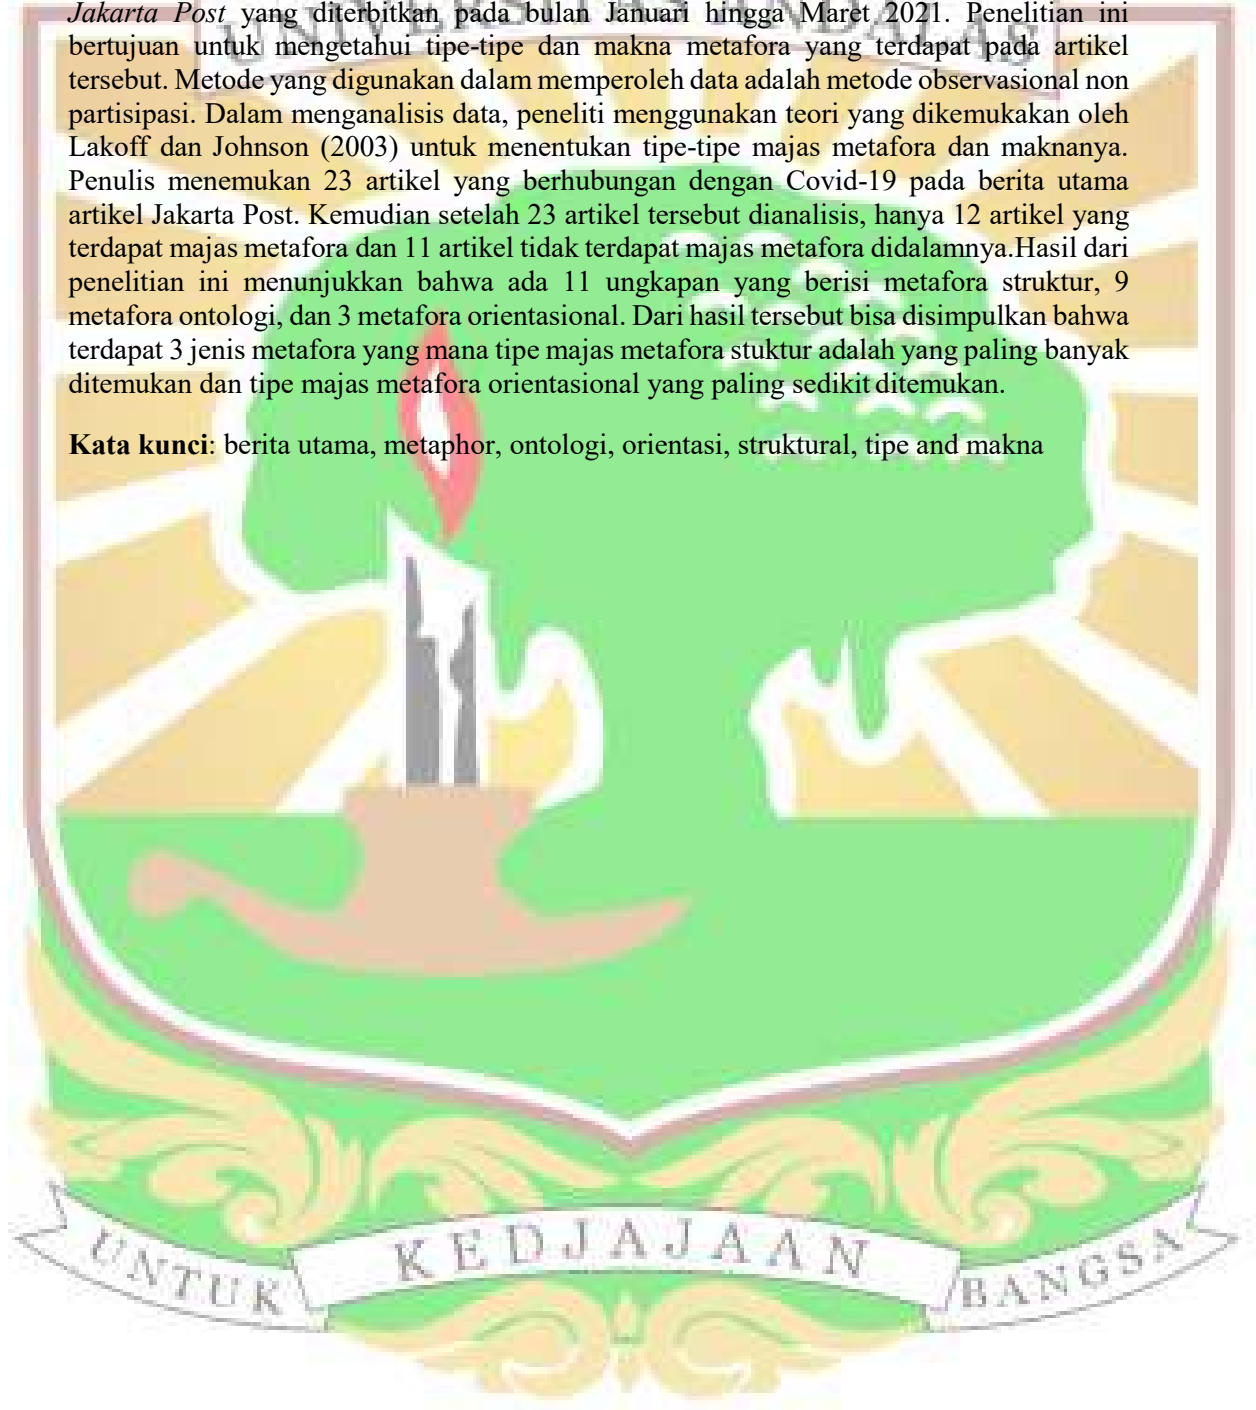 Jakarta Post yang diterbitkan pada bulan Januari hingga Maret 2021. Penelitian ini
UNIVERSITAS ANDALAS
bertujuan untuk mengetahui tipe-tipe dan makna metafora yang terdapat pada artikel
tersebut. Metode yang digunakan dalam memperoleh data adalah metode observasional non
partisipasi. Dalam menganalisis data, peneliti menggunakan teori yang dikemukakan oleh
Lakoff dan Johnson (2003) untuk menentukan tipe-tipe majas metafora dan maknanya.
Penulis menemukan 23 artikel yang berhubungan dengan Covid-19 pada berita utama
artikel Jakarta Post. Kemudian setelah 23 artikel tersebut dianalisis, hanya 12 artikel yang
terdapat majas metafora dan 11 artikel tidak terdapat majas metafora didalamnya.Hasil dari
penelitian ini menunjukkan bahwa ada 11 ungkapan yang berisi metafora struktur, 9
metafora ontologi, dan 3 metafora orientasional. Dari hasil tersebut bisa disimpulkan bahwa
terdapat 3 jenis metafora yang mana tipe majas metafora stuktur adalah yang paling banyak
ditemukan dan tipe majas metafora orientasional yang paling sedikit ditemukan.
Kata kunci: berita utama, metaphor, ontologi, orientasi, struktural, tipe and makna
UNTUK KEDJAJAAN BANGSA